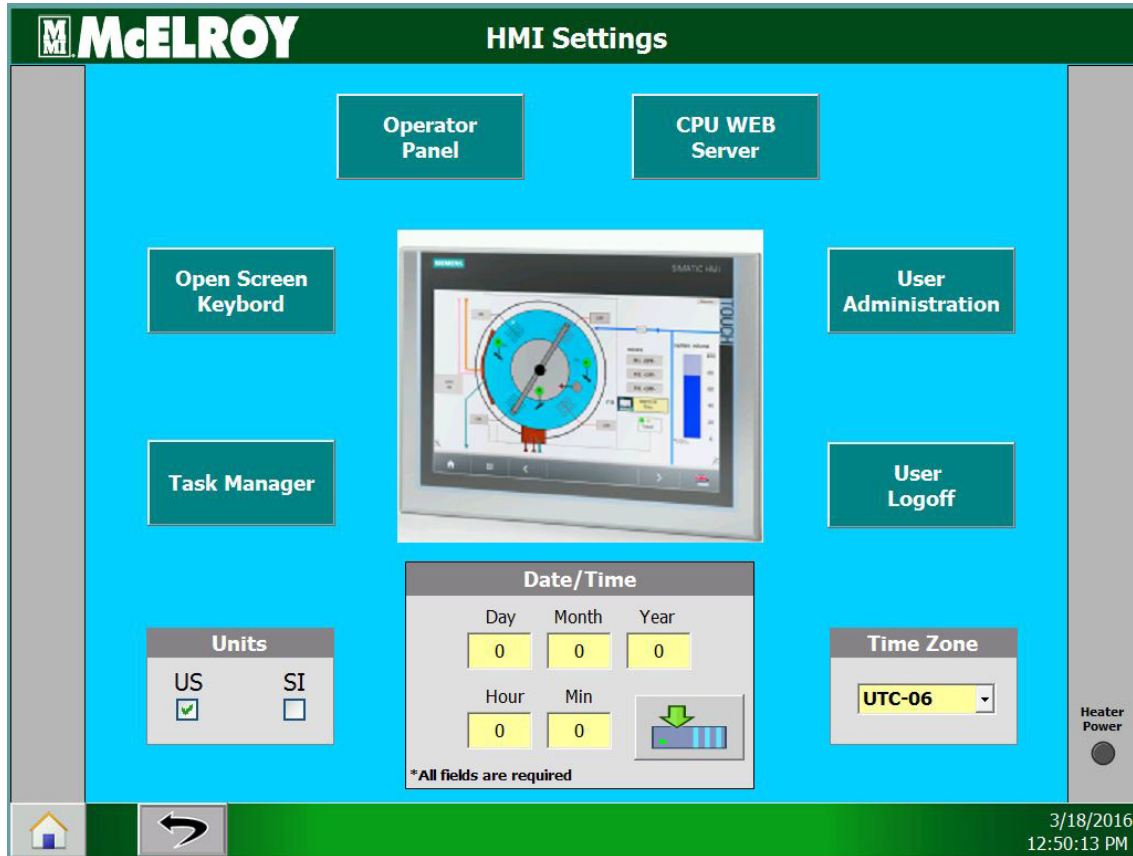 MMI McELROY
HMI Settings
Operator
Panel
CPU WEB
Server
Open Screen
Keybord
SIEMENS
SIMATIC HMI
TOUCH
User
Administration
Task Manager
User
Logoff
Date/Time
Day Month Year
0 0 0
Hour Min
0 0
*All fields are required
Units
US SI
Time Zone
UTC-06
Heater
Power
3/18/2016
12:50:13 PM